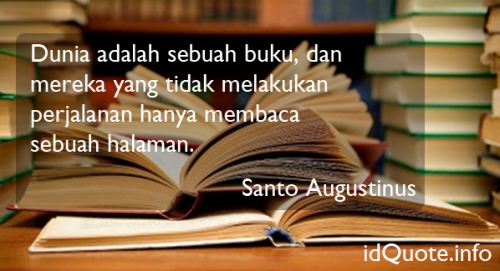 Dunia adalah sebuah buku, dan
mereka yang tidak melakukan
perjalanan hanya membaca
sebuah halaman.
Santo Augustinus
idQuote.info